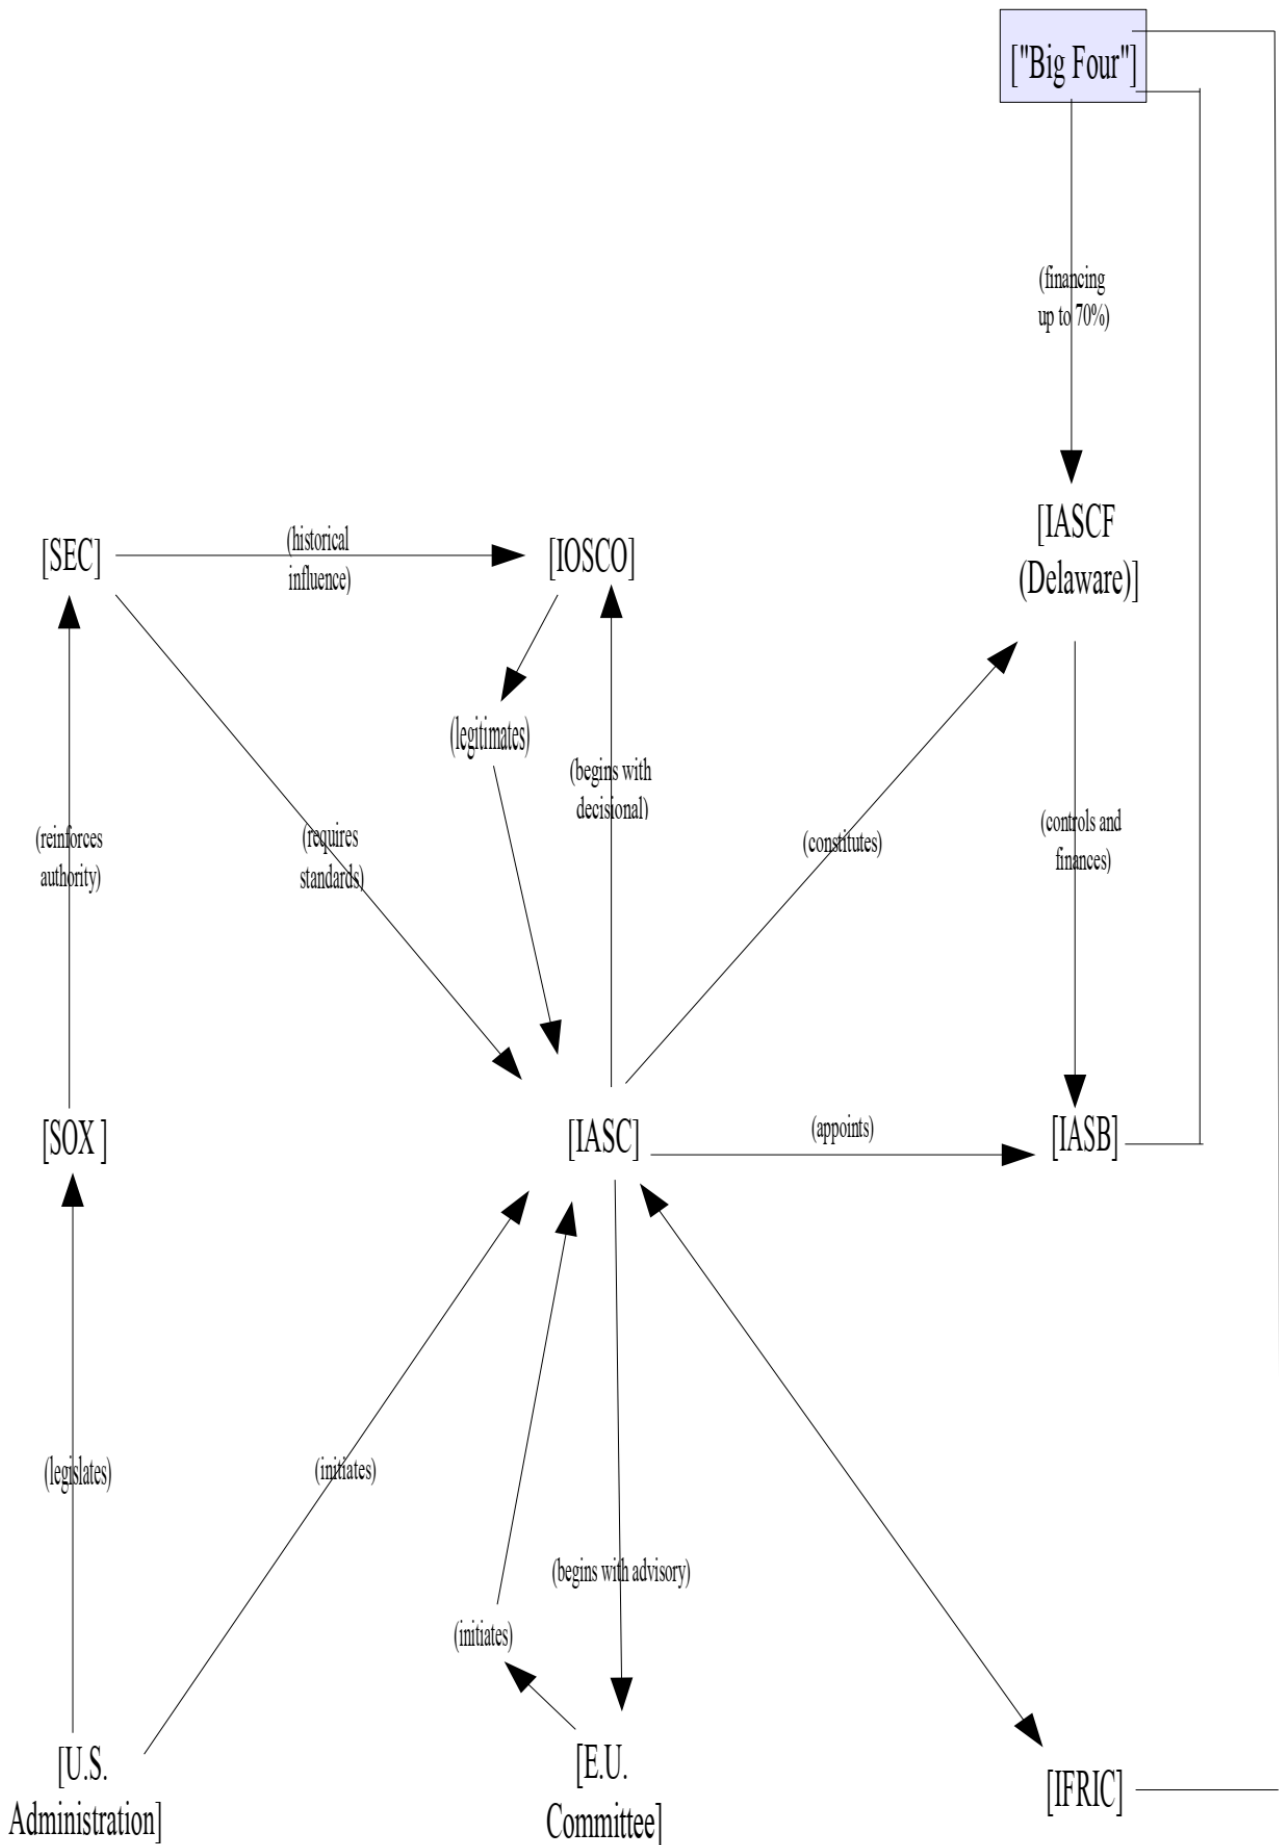 ["Big Four"]
(financing
up to 70%)
[IASCF
(Delaware)]
[SEC]
(historical
influence)
[IOSCO]
(legitimates)
(begins with
decisional)
(reinforces
authority)
(requires
standards)
(constitutes)
(controls and
finances)
[SOX ]
[IASC]
(appoints)
[IASB]
(legislates)
(initiates)
(begins with advisory)
(initiates)
[U.S.
Administration]
[E.U.
Committee]
[IFRIC]